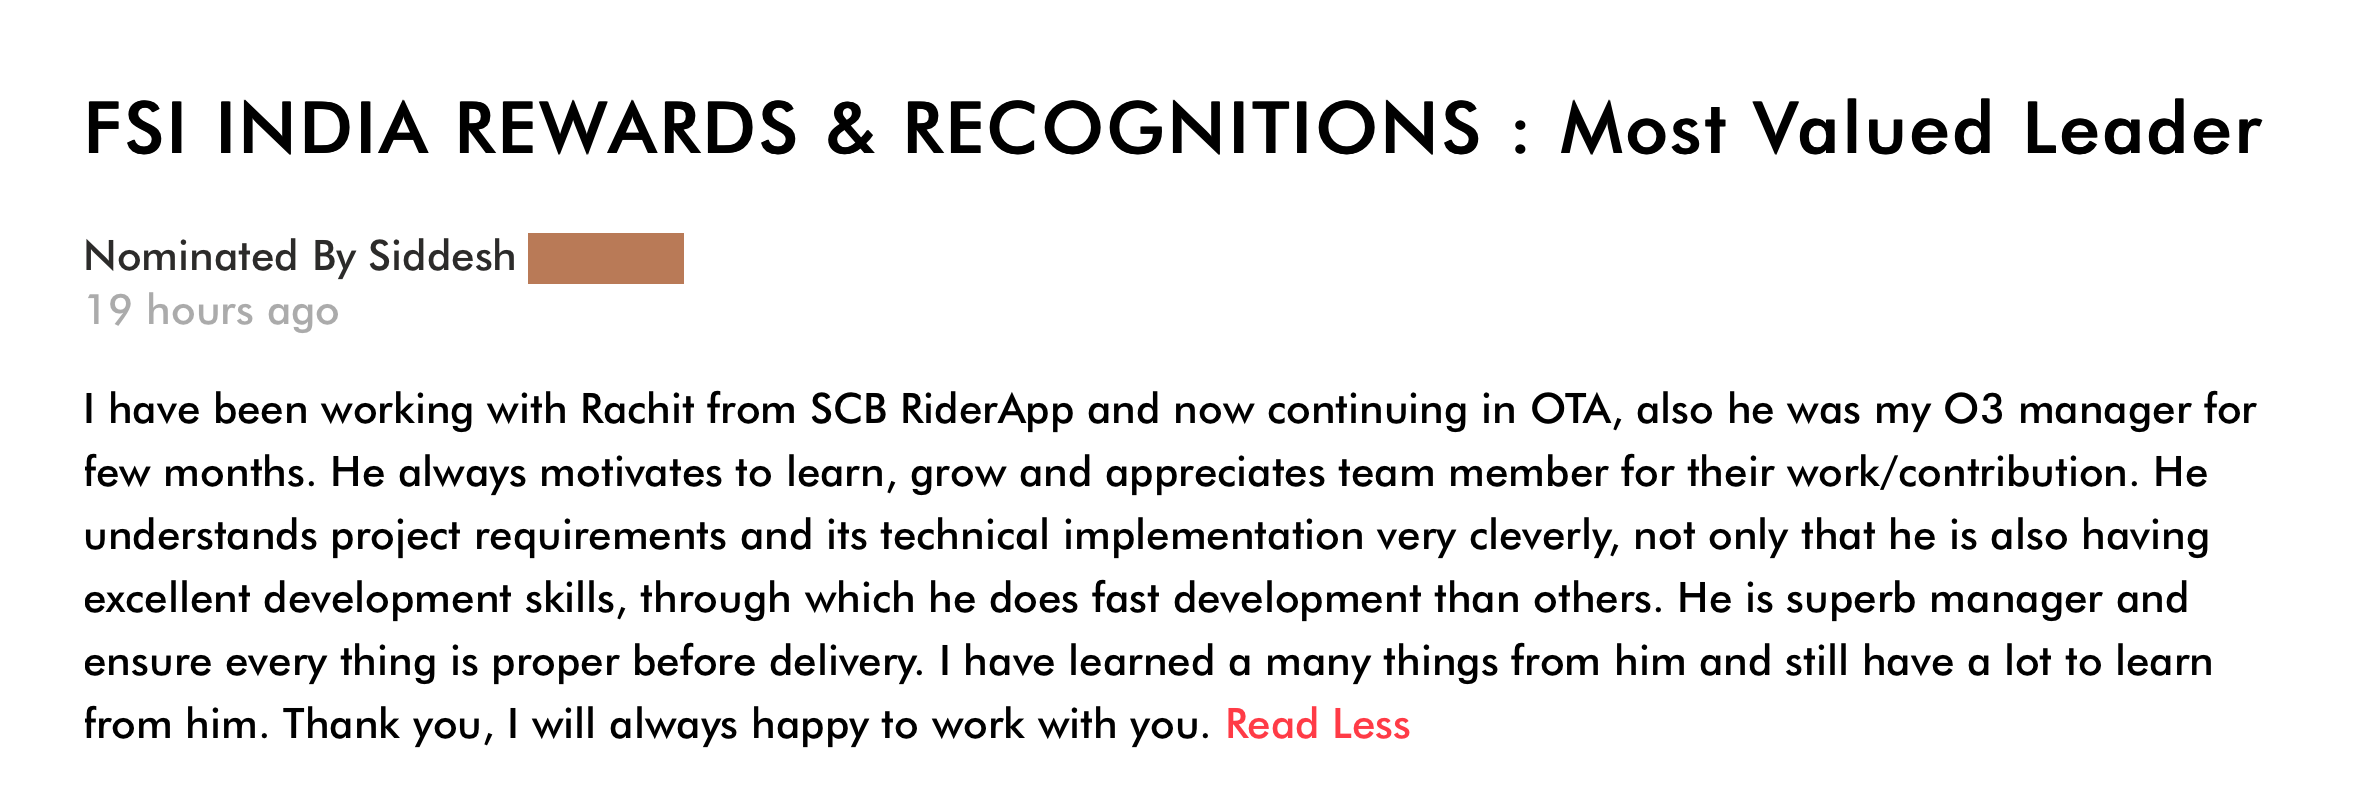 FSI INDIA REWARDS & RECOGNITIONS : Most Valued Leader
Nominated By Siddesh
19 hours ago
I have been working with Rachit from SCB RiderApp and now continuing in OTA, also he was my O3 manager for
few months. He always motivates to learn, grow and appreciates team member for their work/contribution. He
understands project requirements and its technical implementation very cleverly, not only that he is also having
excellent development skills, through which he does fast development than others. He is superb manager and
ensure every thing is proper before delivery. I have learned a many things from him and still have a lot to learn
from him. Thank you, I will always happy to work with you. Read Less